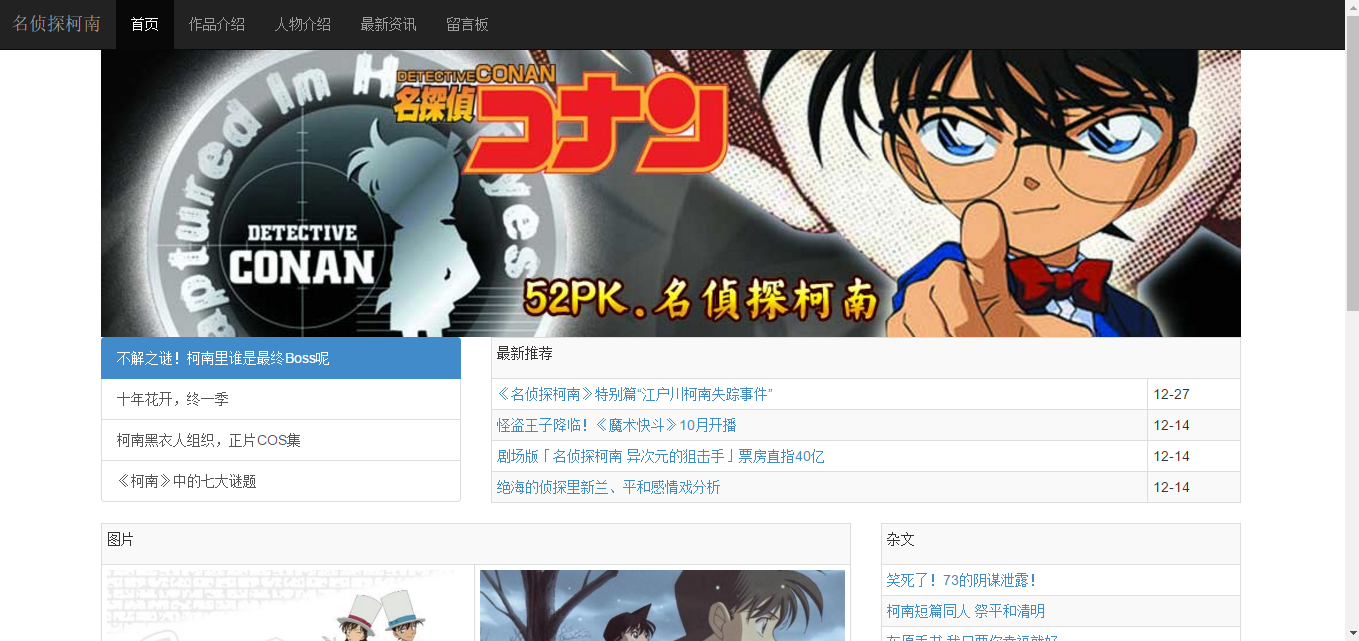 名侦探柯南 首页 作品介绍 人物介绍 最新资讯 留言板
DETECTIVE CONAN
名探偵
コナン
DETECTIVE
CONAN
52PK.名偵探柯南
不解之谜！柯南里谁是最终Boss呢
十年花开，终一季
柯南黑衣人组织，正片COS集
《柯南》中的七大谜题
最新推荐
《名侦探柯南》特别篇“江户川柯南失踪事件” 12-27
怪盗王子降临！《魔术快斗》10月开播 12-14
剧场版「名侦探柯南 异次元的狙击手」票房直指40亿 12-14
绝海的侦探里新兰、平和感情戏分析 12-14
图片
杂文
笑死了！73的阴谋泄露！
柯南短篇同人 祭平和清明